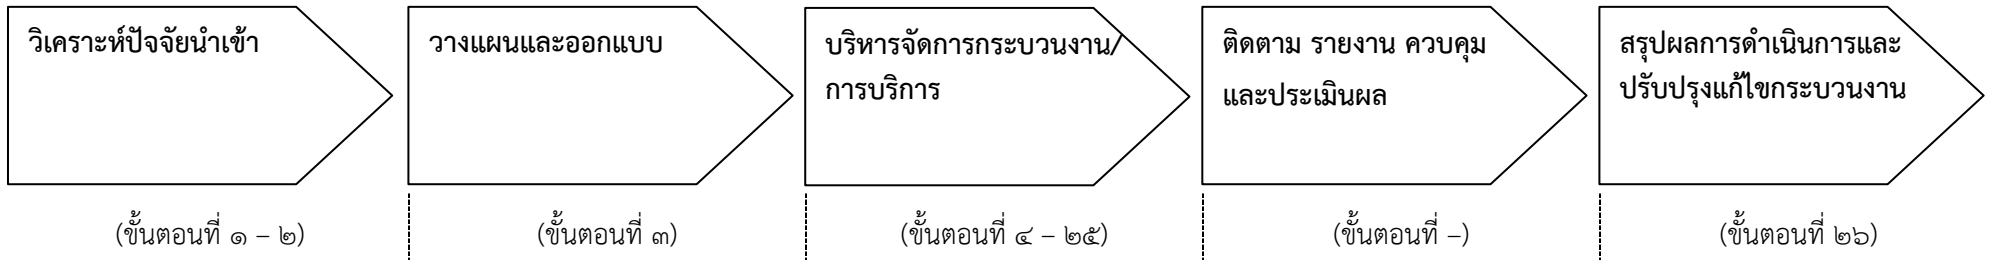 วิเคราะห์ปัจจัยนำเข้า
วางแผนและออกแบบ
บริหารจัดการกระบวนงาน/
การบริการ
ติดตาม รายงาน ควบคุม
และประเมินผล
สรุปผลการดำเนินการและ
ปรับปรุงแก้ไขกระบวนงาน
(ขั้นตอนที่ ๑ – ๒)
(ขั้นตอนที่ ๓)
(ขั้นตอนที่ ๔ – ๒๕)
(ขั้นตอนที่ –)
(ขั้นตอนที่ ๒๖)